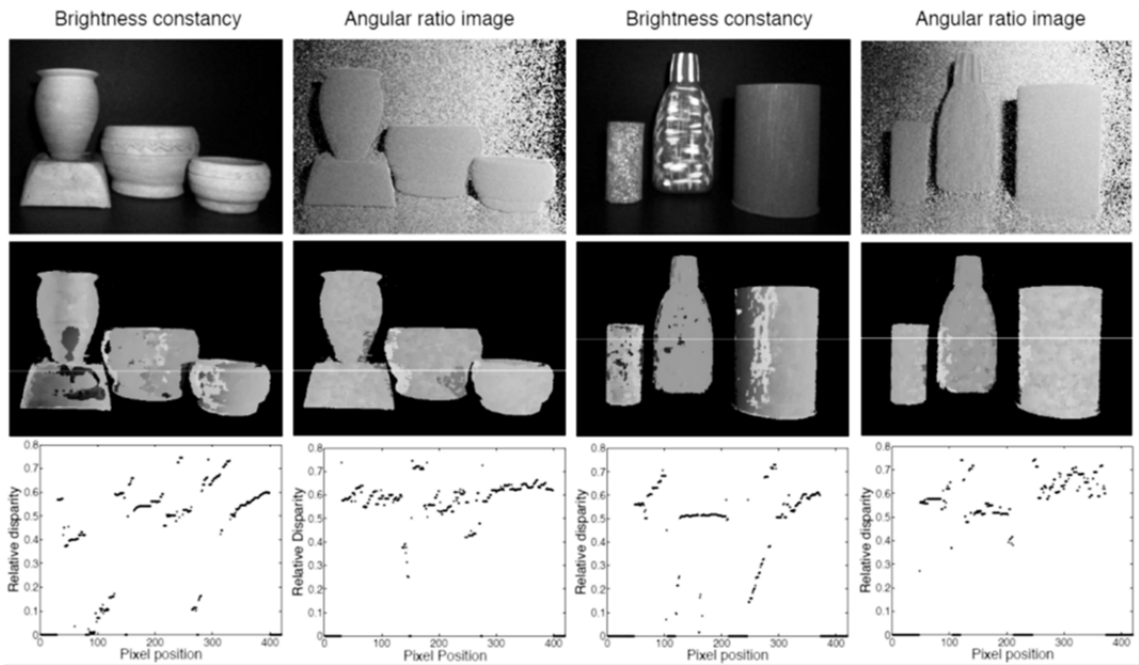 Brightness constancy Angular ratio image Brightness constancy Angular ratio image
Relative disparity
0.8
0.7
0.6
0.5
0.4
0.3
0.2
0.1
0
0 100 200 300 400
Pixel position
Relative Disparity
0.8
0.7
0.6
0.5
0.4
0.3
0.2
0.1
0
0 100 200 300 400
Pixel Position
Relative disparity
0.8
0.7
0.6
0.5
0.4
0.3
0.2
0.1
0
0 100 200 300 400
Pixel position
Relative disparity
0.8
0.7
0.6
0.5
0.4
0.3
0.2
0.1
0
0 100 200 300 400
Pixel position